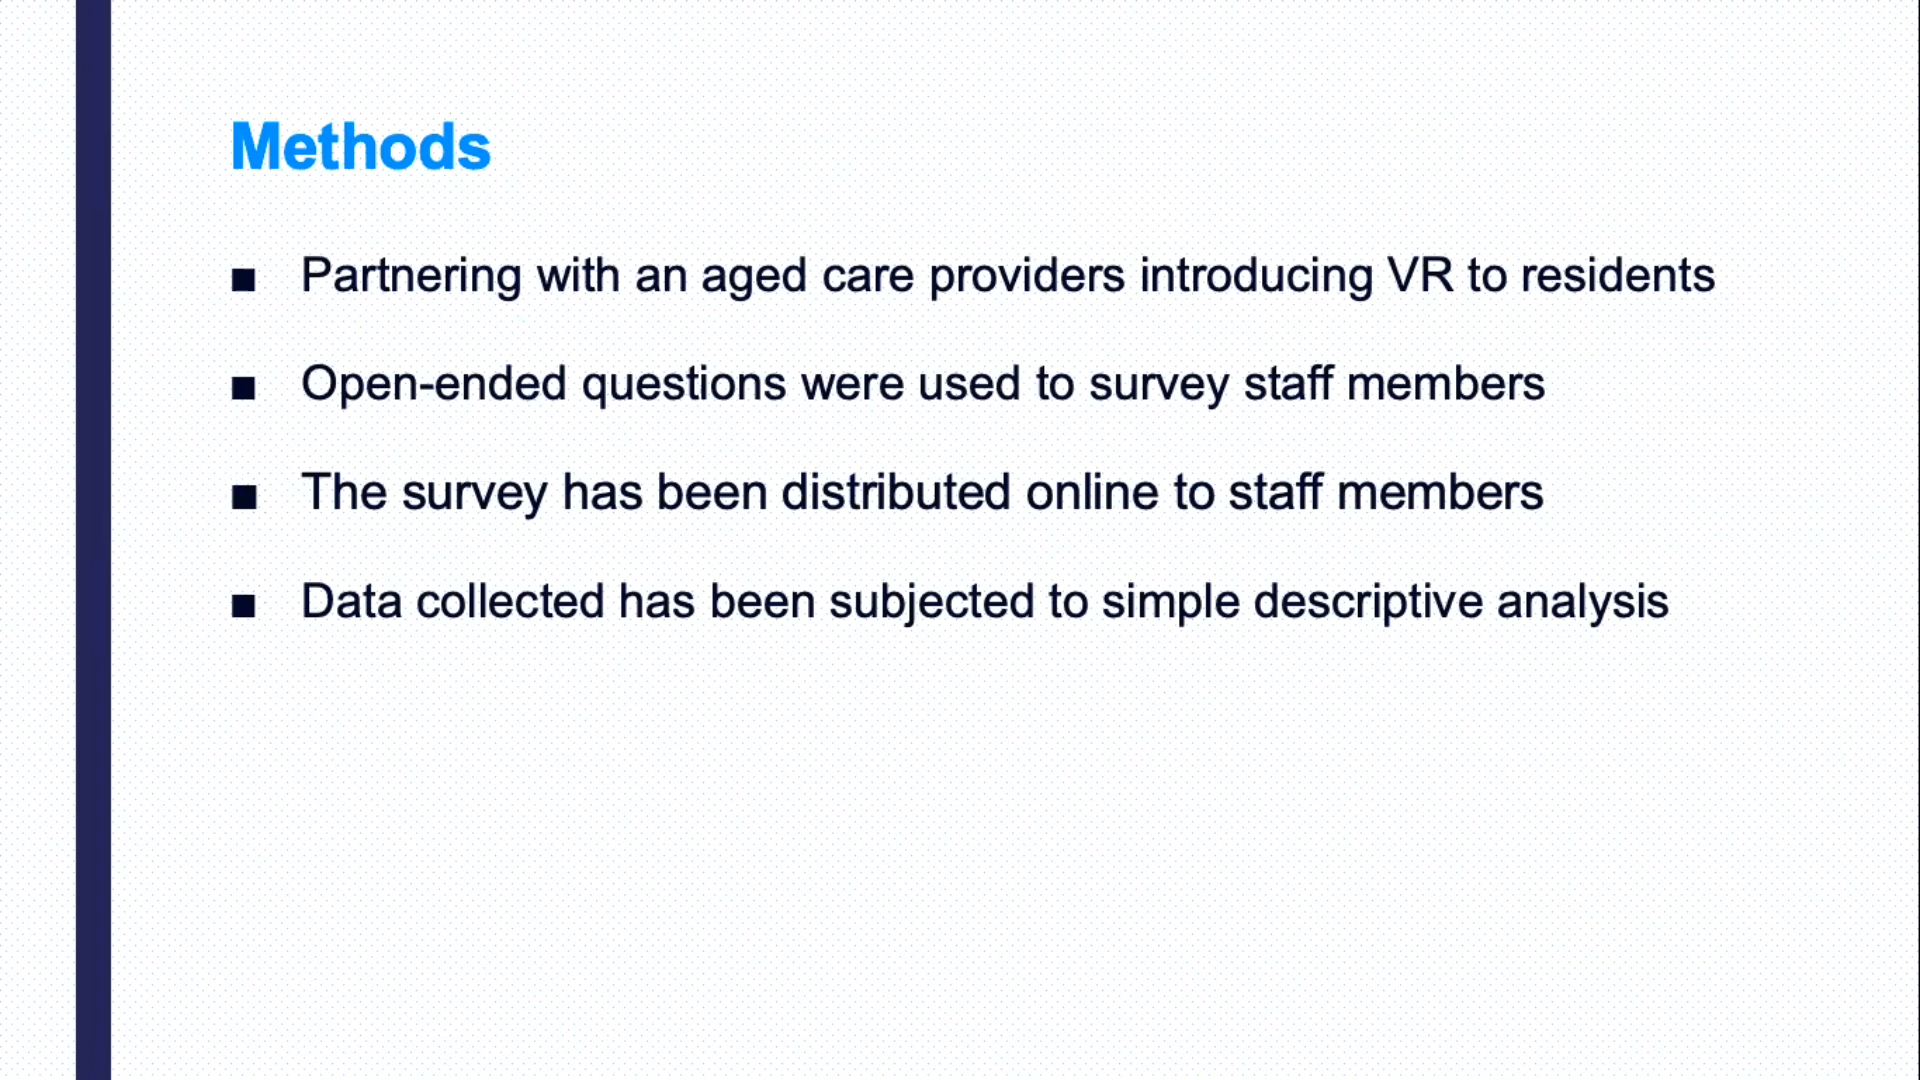 Methods
■ Partnering with an aged care providers introducing VR to residents
■ Open-ended questions were used to survey staff members
■ The survey has been distributed online to staff members
■ Data collected has been subjected to simple descriptive analysis